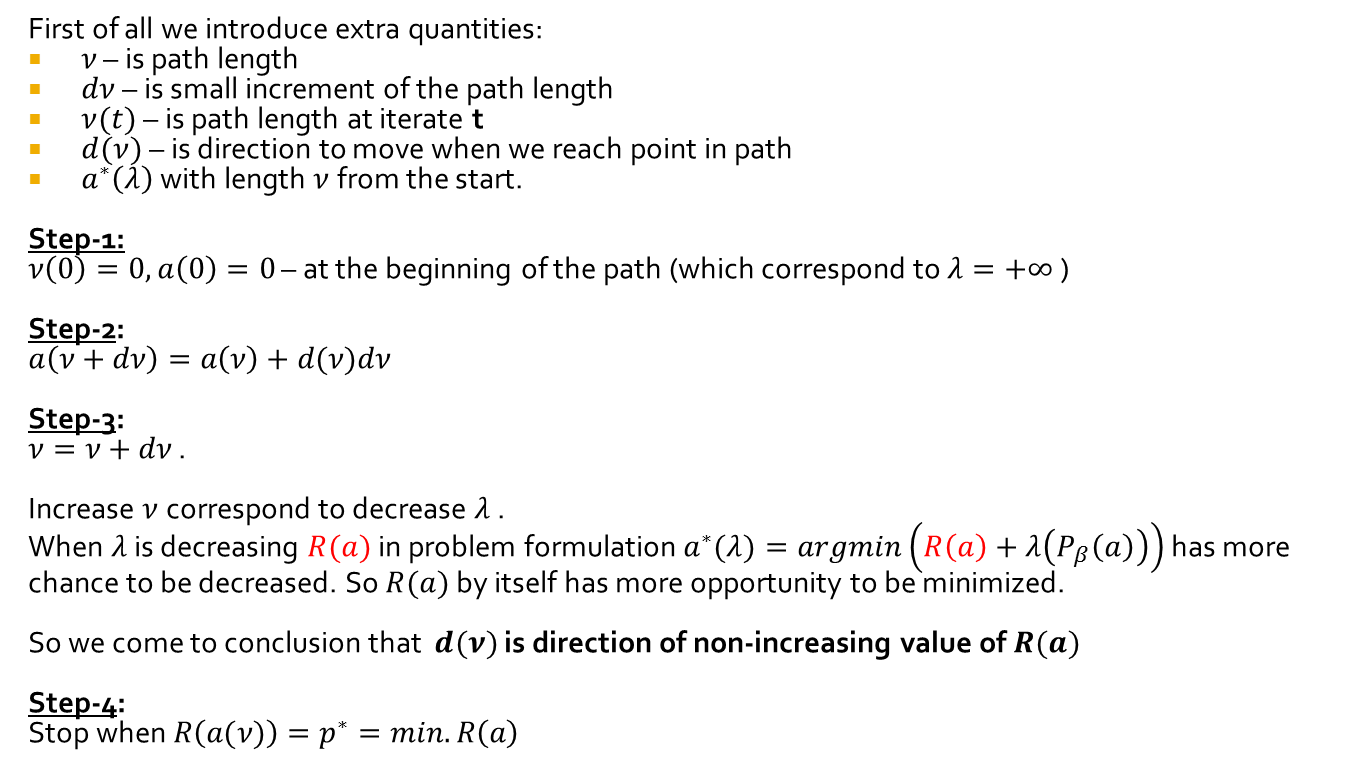 First of all we introduce extra quantities:
▪ ν – is path length
▪ dν – is small increment of the path length
▪ ν(t) – is path length at iterate t
▪ d(ν) – is direction to move when we reach point in path
▪ a*(λ) with length ν from the start.
Step-1:
ν(0) = 0, a(0) = 0 – at the beginning of the path (which correspond to λ = +∞ )
Step-2:
a(ν + dν) = a(ν) + d(ν)dν
Step-3:
ν = ν + dν .
Increase ν correspond to decrease λ .
When λ is decreasing R(a) in problem formulation a*(λ) = argmin (R(a) + λ(P_β(a))) has more
chance to be decreased. So R(a) by itself has more opportunity to be minimized.
So we come to conclusion that d(ν) is direction of non-increasing value of R(a)
Step-4:
Stop when R(a(ν)) = p* = min. R(a)